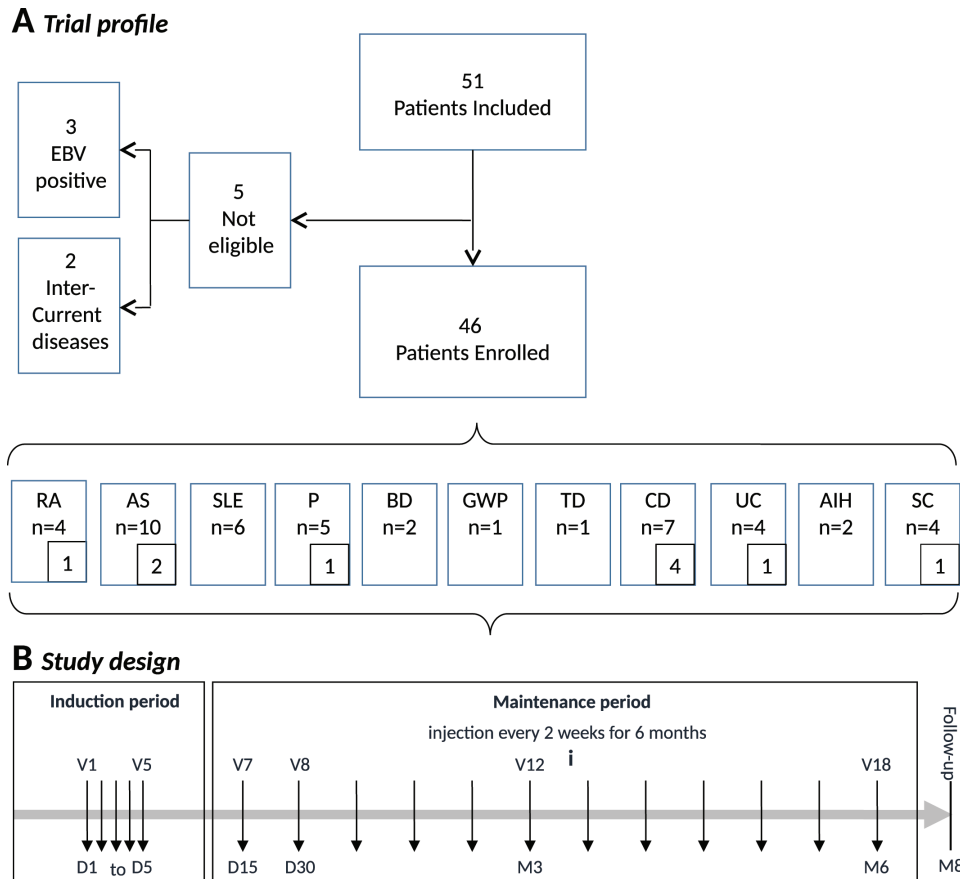 A Trial profile
51
Patients Included
3
EBV
positive
5
Not
eligible
2
Inter-
Current
diseases
46
Patients Enrolled
RA
n=4
1
AS
n=10
2
SLE
n=6
P
n=5
1
BD
n=2
GWP
n=1
TD
n=1
CD
n=7
4
UC
n=4
1
AIH
n=2
SC
n=4
1
B Study design
Induction period
Maintenance period
injection every 2 weeks for 6 months
i
Follow-up
V1 V5 V7 V8 V12 V18
D1 to D5 D15 D30 M3 M6 M8